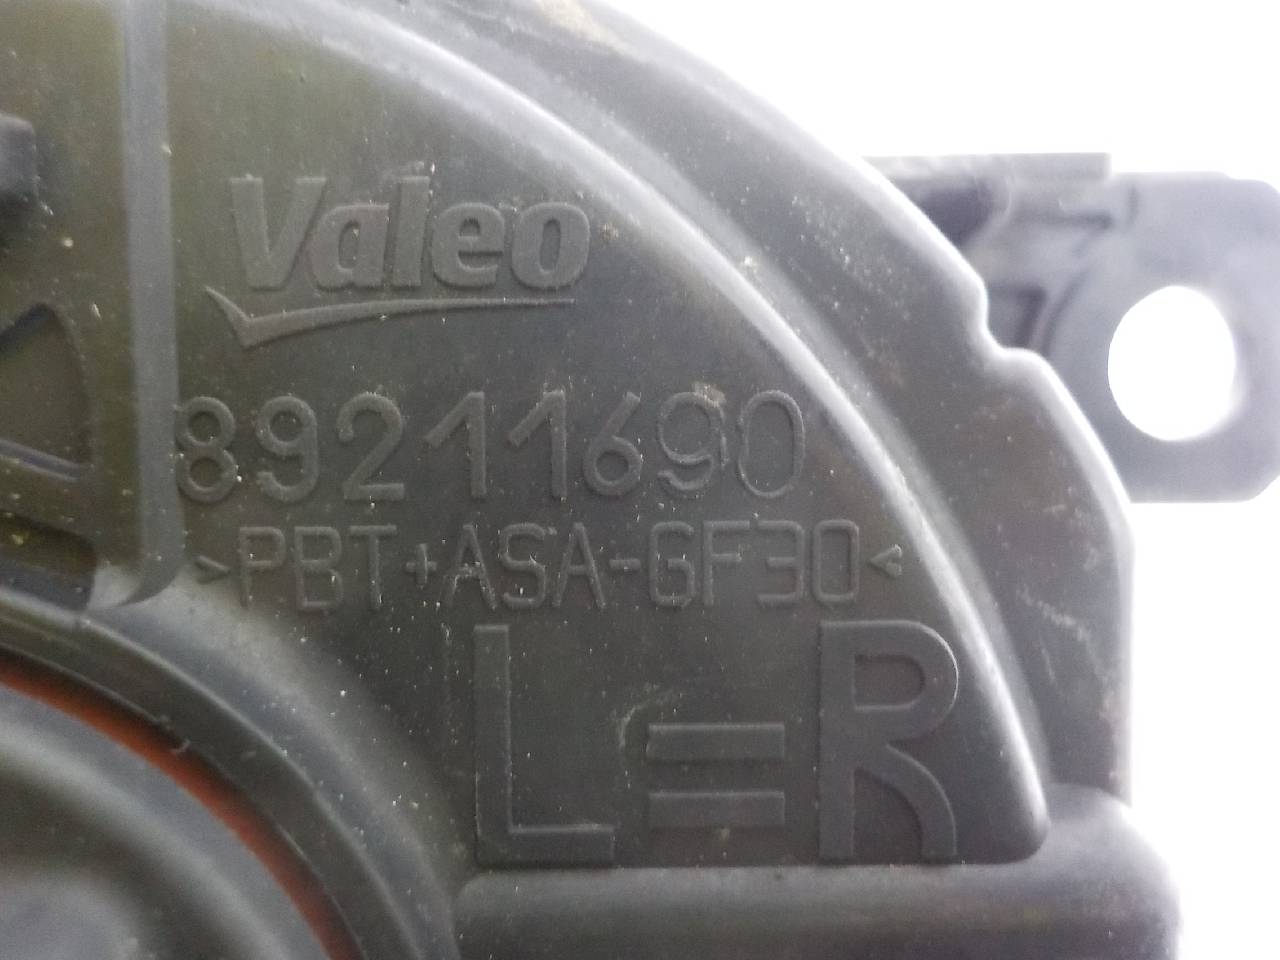 Valeo
89211690
>PBT+ASA-GF30<
L=R